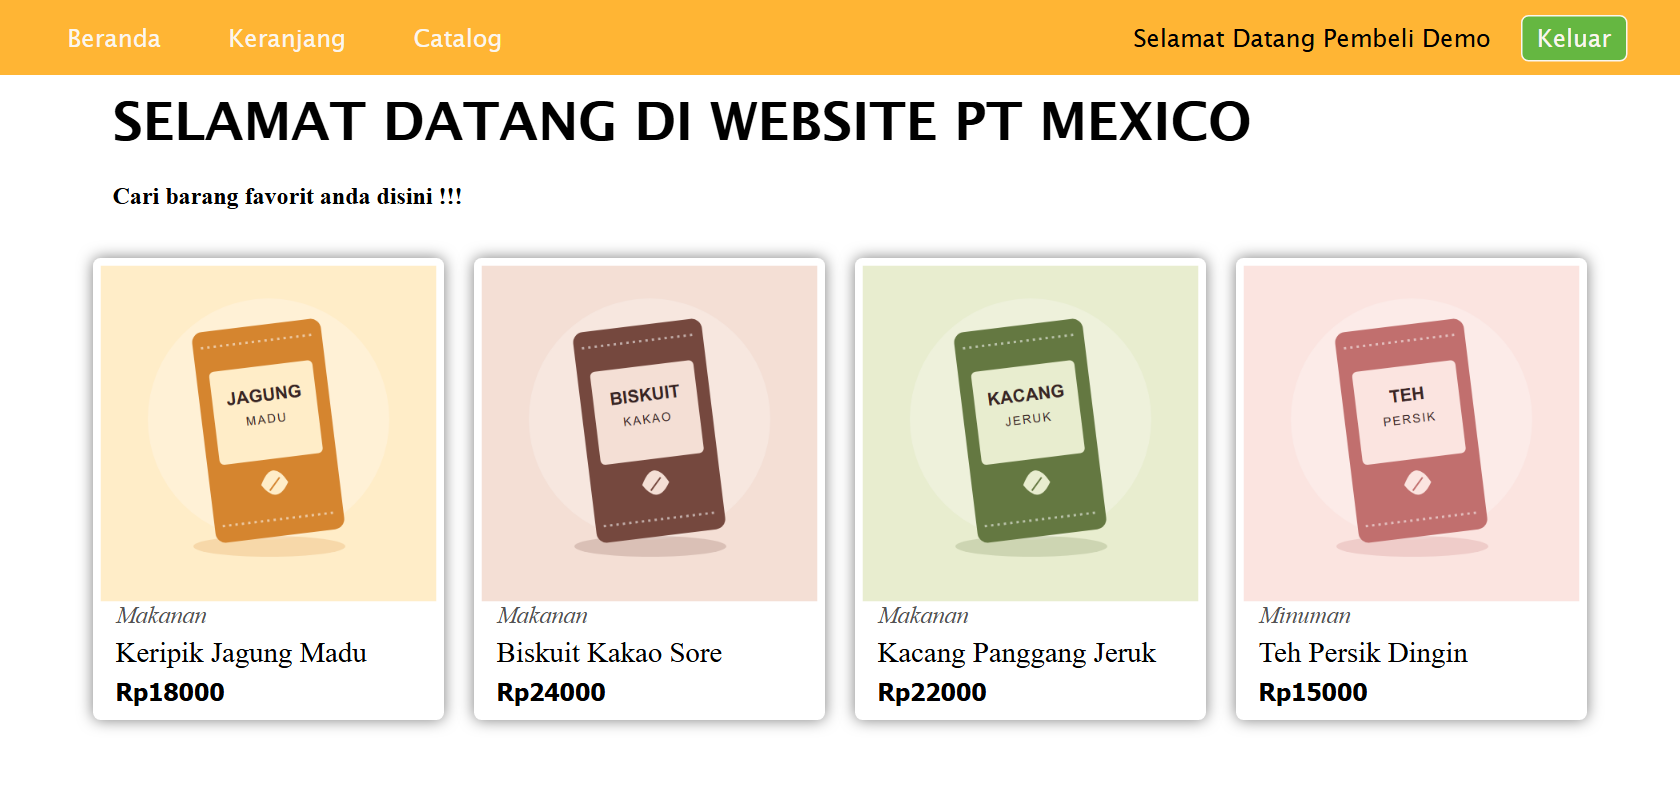 Beranda Keranjang Catalog Selamat Datang Pembeli Demo Keluar
SELAMAT DATANG DI WEBSITE PT MEXICO
Cari barang favorit anda disini !!!
JAGUNG
MADU
Makanan
Keripik Jagung Madu
Rp18000
BISKUIT
KAKAO
Makanan
Biskuit Kakao Sore
Rp24000
KACANG
JERUK
Makanan
Kacang Panggang Jeruk
Rp22000
TEH
PERSIK
Minuman
Teh Persik Dingin
Rp15000